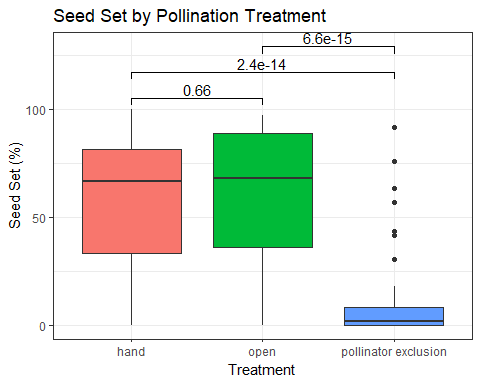 Seed Set by Pollination Treatment
6.6e-15
2.4e-14
0.66
100
50
0
Seed Set (%)
hand open pollinator exclusion
Treatment